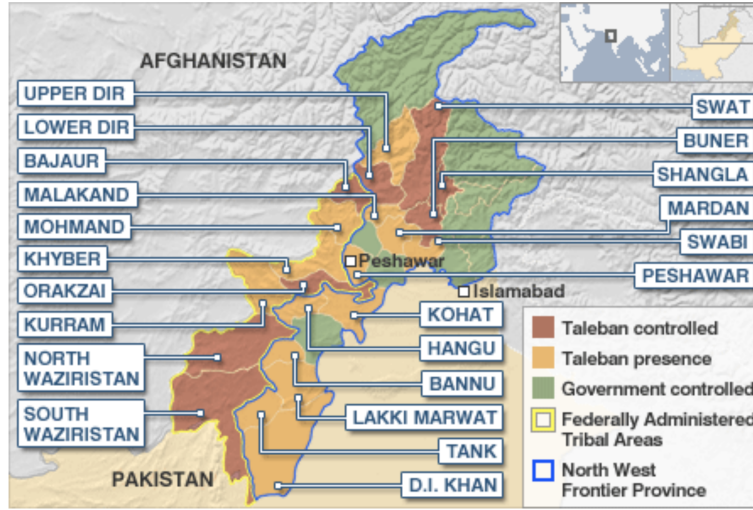 AFGHANISTAN
UPPER DIR
LOWER DIR
BAJAUR
MALAKAND
MOHMAND
KHYBER
ORAKZAI
KURRAM
NORTH
WAZIRISTAN
SOUTH
WAZIRISTAN
PAKISTAN
SWAT
BUNER
SHANGLA
MARDAN
SWABI
PESHAWAR
Peshawar
Islamabad
KOHAT
HANGU
BANNU
LAKKI MARWAT
TANK
D.I. KHAN
Taleban controlled
Taleban presence
Government controlled
Federally Administered
Tribal Areas
North West
Frontier Province